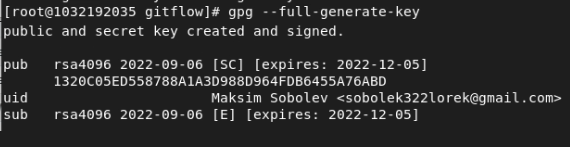 [root@1032192035 gitflow]# gpg --full-generate-key
public and secret key created and signed.
pub   rsa4096 2022-09-06 [SC] [expires: 2022-12-05]
      1320C05ED558788A1A3D988D964FDB6455A76ABD
uid                      Maksim Sobolev <sobolek322lorek@gmail.com>
sub   rsa4096 2022-09-06 [E] [expires: 2022-12-05]